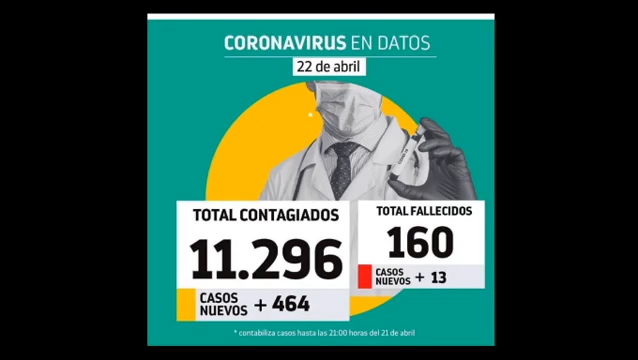 CORONAVIRUS EN DATOS
22 de abril
TOTAL CONTAGIADOS
11.296
CASOS
NUEVOS + 464
TOTAL FALLECIDOS
160
CASOS
NUEVOS + 13
* contabiliza casos hasta las 21:00 horas del 21 de abril